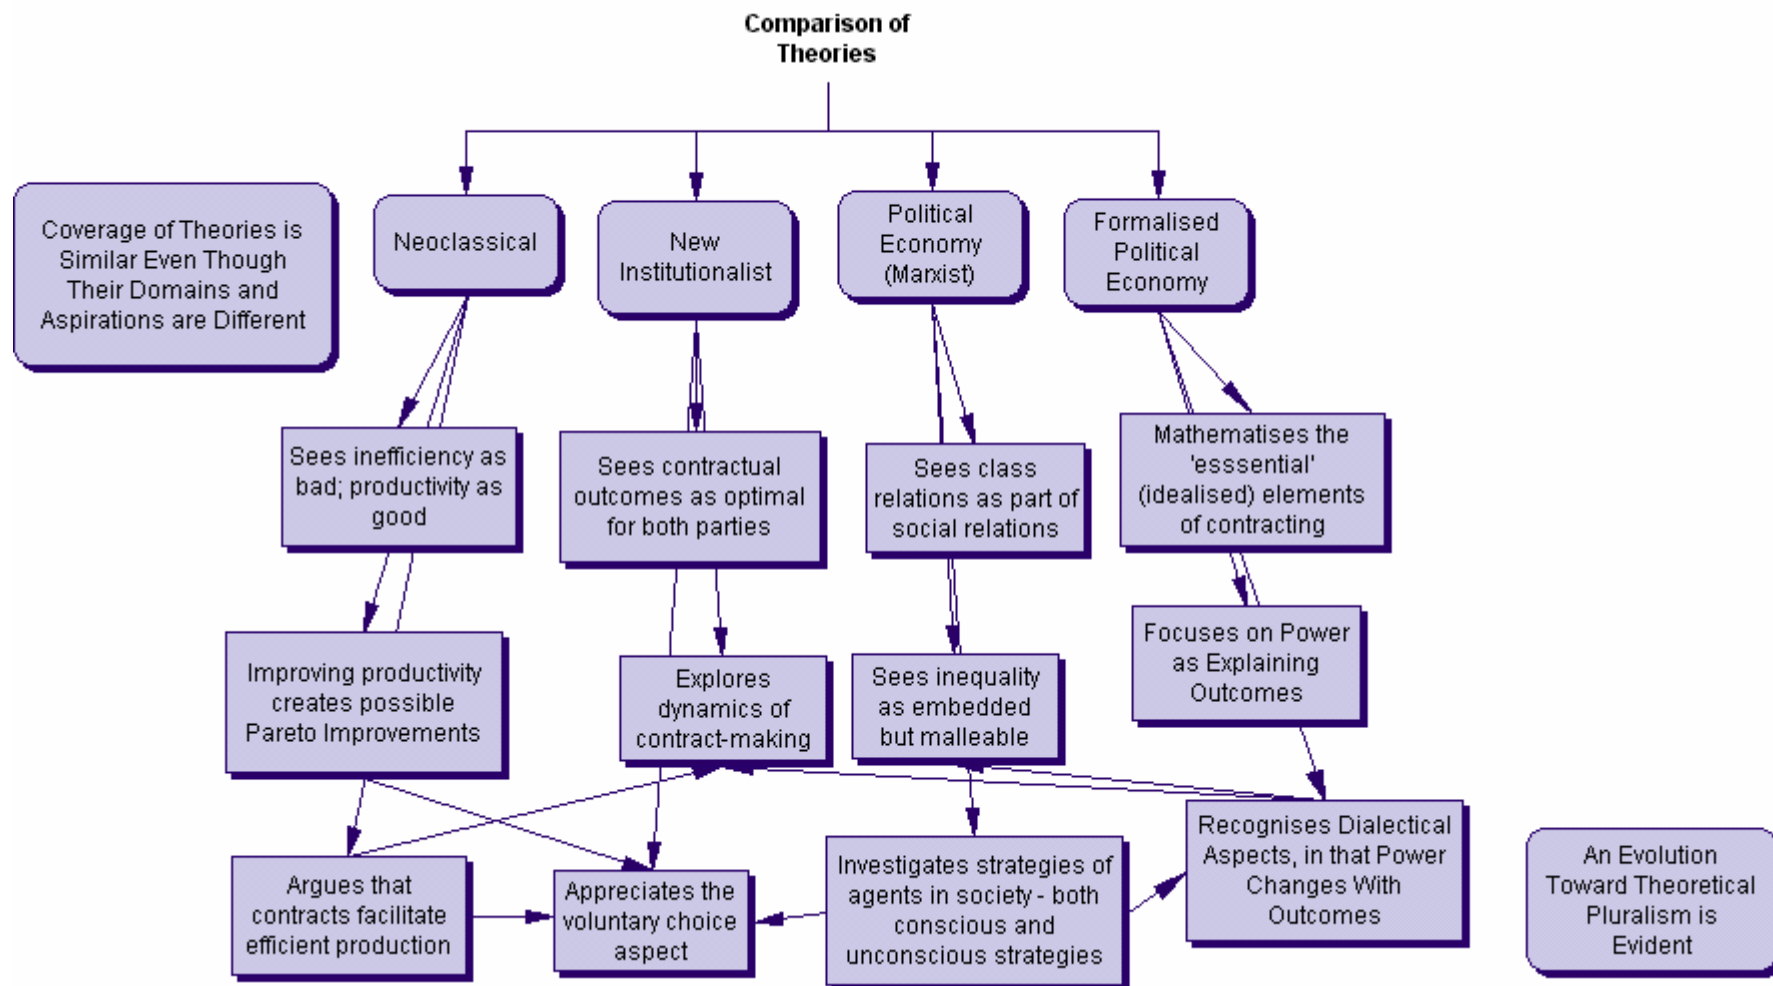 Comparison of
Theories
Coverage of Theories is
Similar Even Though
Their Domains and
Aspirations are Different
Neoclassical
New
Institutionalist
Political
Economy
(Marxist)
Formalised
Political
Economy
Sees inefficiency as
bad; productivity as
good
Sees contractual
outcomes as optimal
for both parties
Sees class
relations as part of
social relations
Mathematises the
'esssential'
(idealised) elements
of contracting
Improving productivity
creates possible
Pareto Improvements
Explores
dynamics of
contract-making
Sees inequality
as embedded
but malleable
Focuses on Power
as Explaining
Outcomes
Argues that
contracts facilitate
efficient production
Appreciates the
voluntary choice
aspect
Investigates strategies of
agents in society - both
conscious and
unconscious strategies
Recognises Dialectical
Aspects, in that Power
Changes With
Outcomes
An Evolution
Toward Theoretical
Pluralism is
Evident